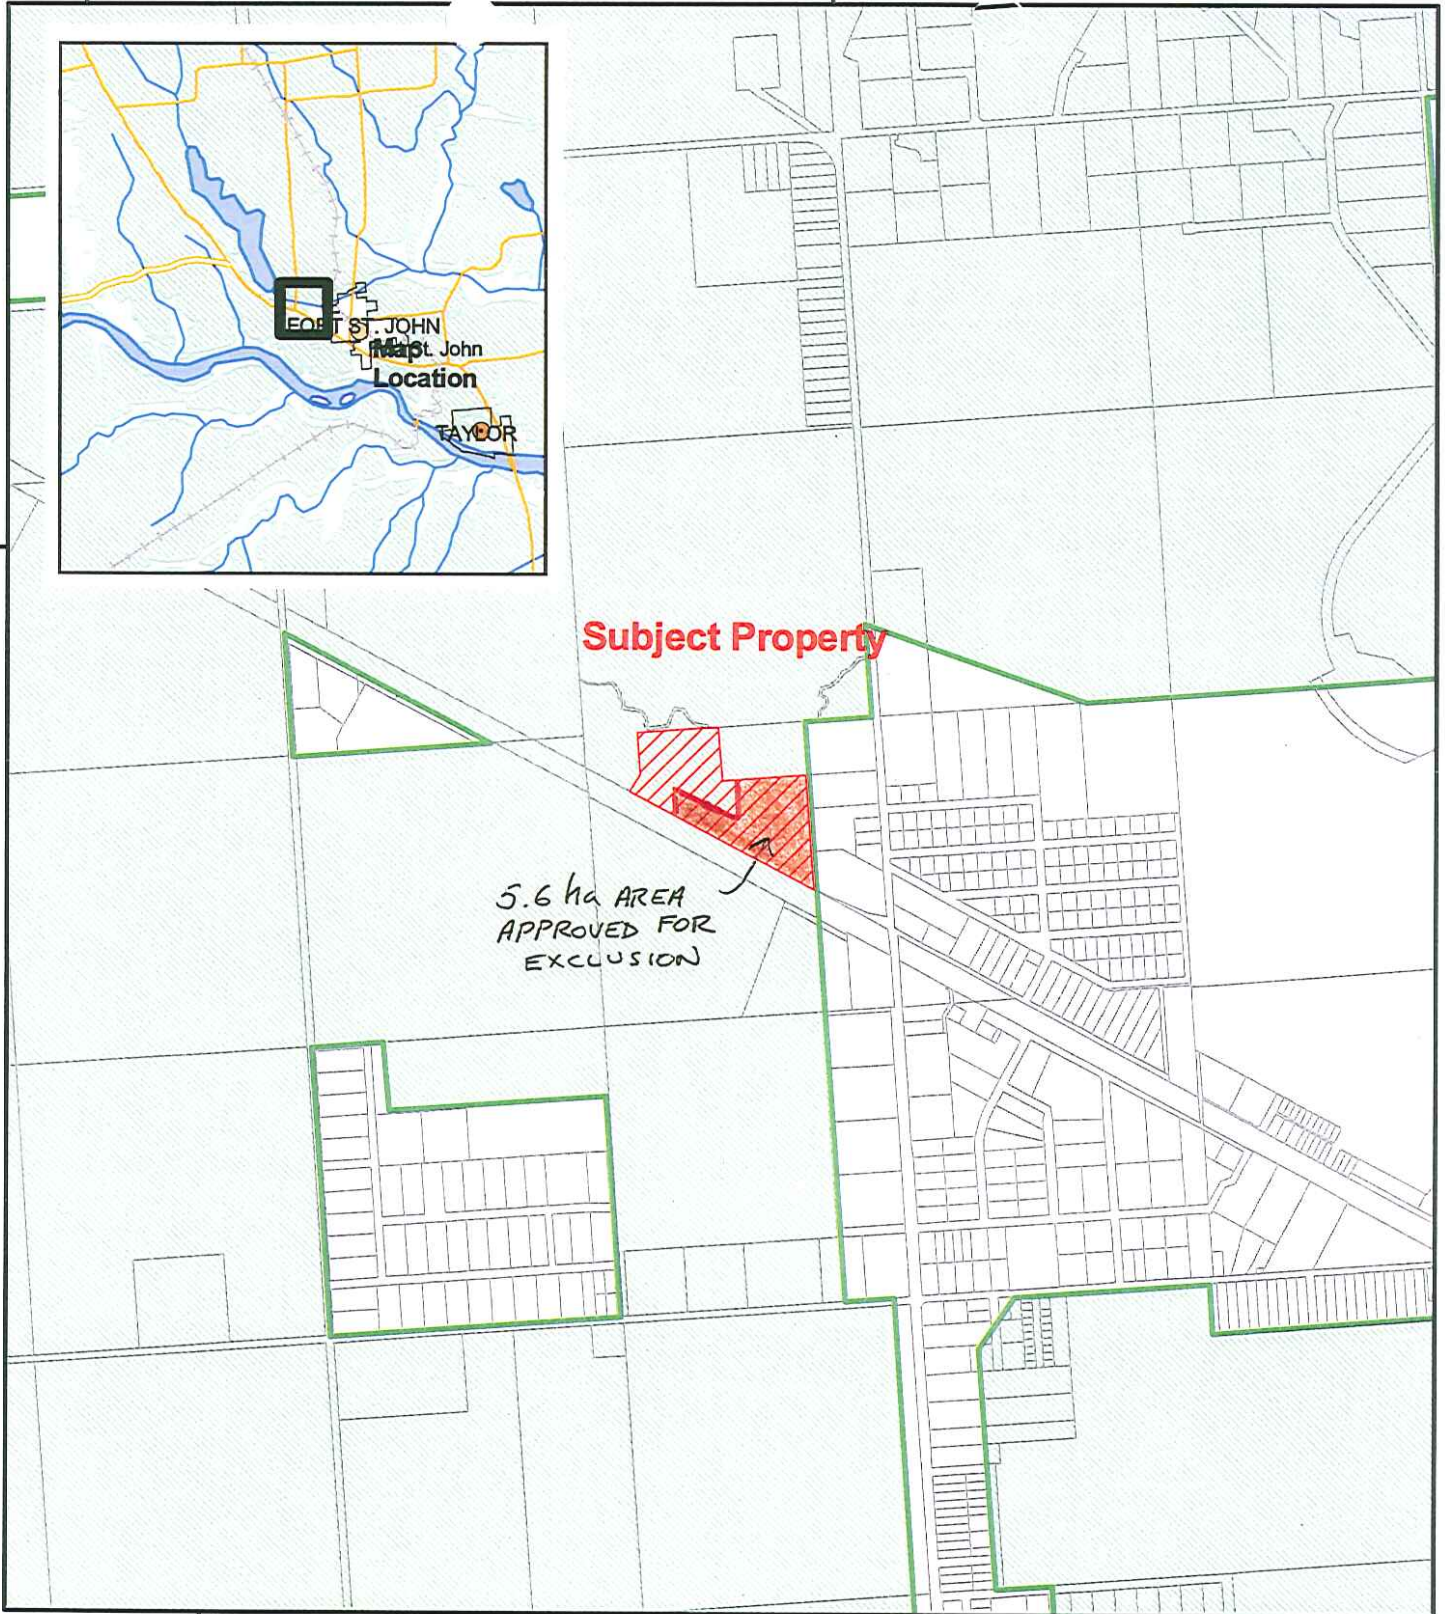 FORT ST. JOHN
Fort St. John
Map
Location
TAYLOR
Subject Property
5.6 ha AREA
APPROVED FOR
EXCLUSION